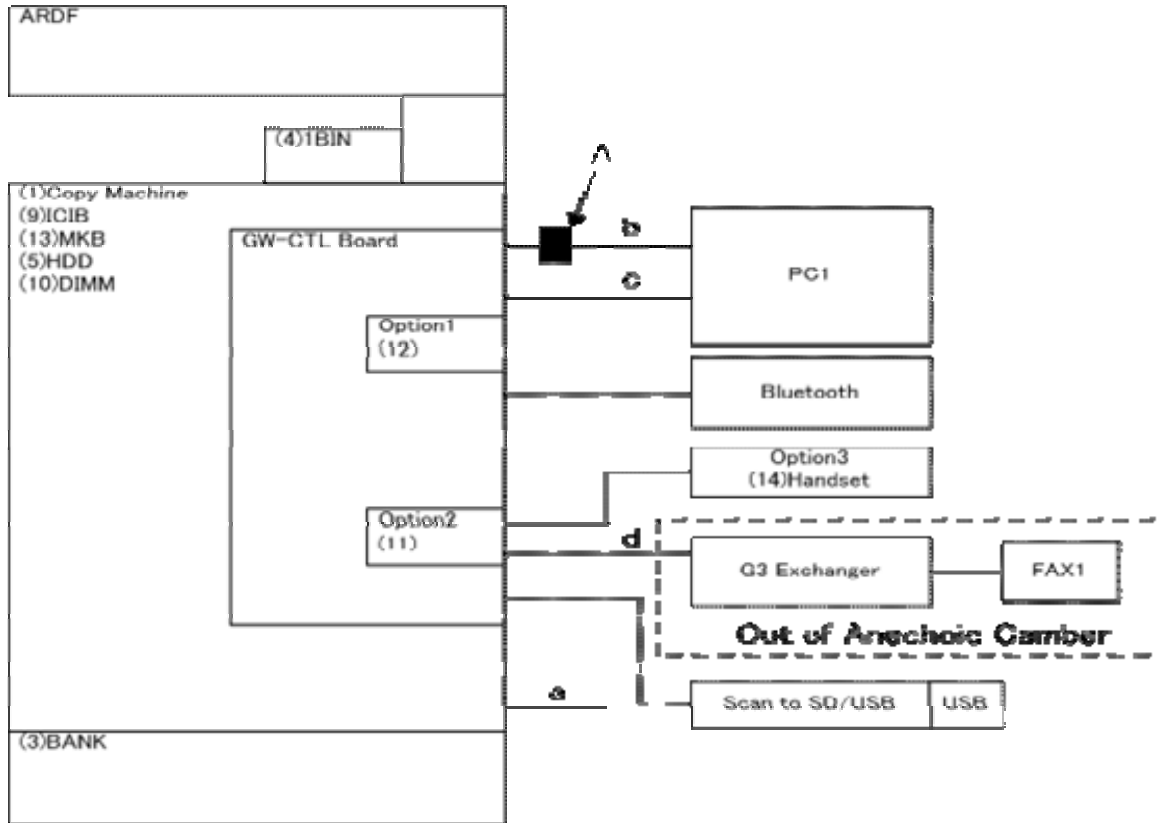 ARDF
(4)1BIN
(1)Copy Machine
(9)ICIB
(13)MKB
(5)HDD
(10)DIMM
GW-CTL Board
A
b
c
PC1
Option1
(12)
Bluetooth
Option3
(14)Handset
Option2
(11)
d
G3 Exchanger
FAX1
Out of Anechoic Camber
a
Scan to SD/USB
USB
(3)BANK